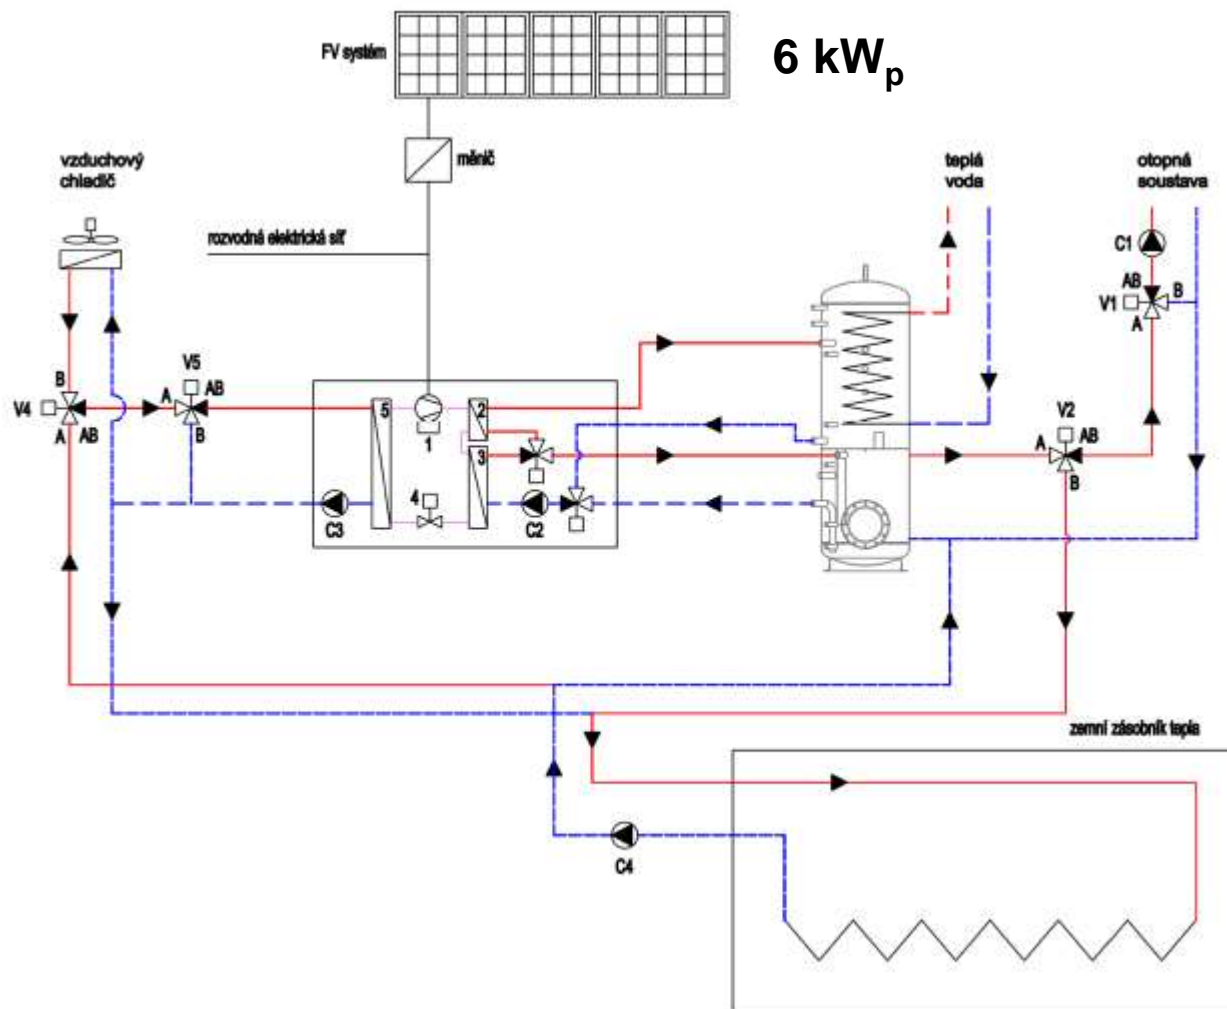 FV systém
6 kWp
měnič
vzduchový
chladič
teplá
voda
otopná
soustava
rozvodná elektrická síť
C1
AB
B
V1
A
V5
B
A
AB
V4
A
AB
B
5
2
1
3
4
C3
C2
V2
A
AB
B
zemní zásobník tepla
C4